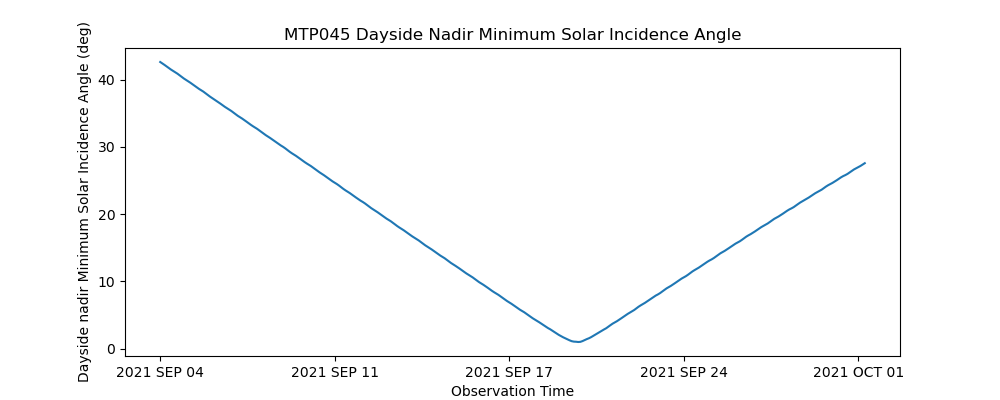 MTP045 Dayside Nadir Minimum Solar Incidence Angle
Dayside nadir Minimum Solar Incidence Angle (deg)
40
30
20
10
0
2021 SEP 04
2021 SEP 11
2021 SEP 17
2021 SEP 24
2021 OCT 01
Observation Time